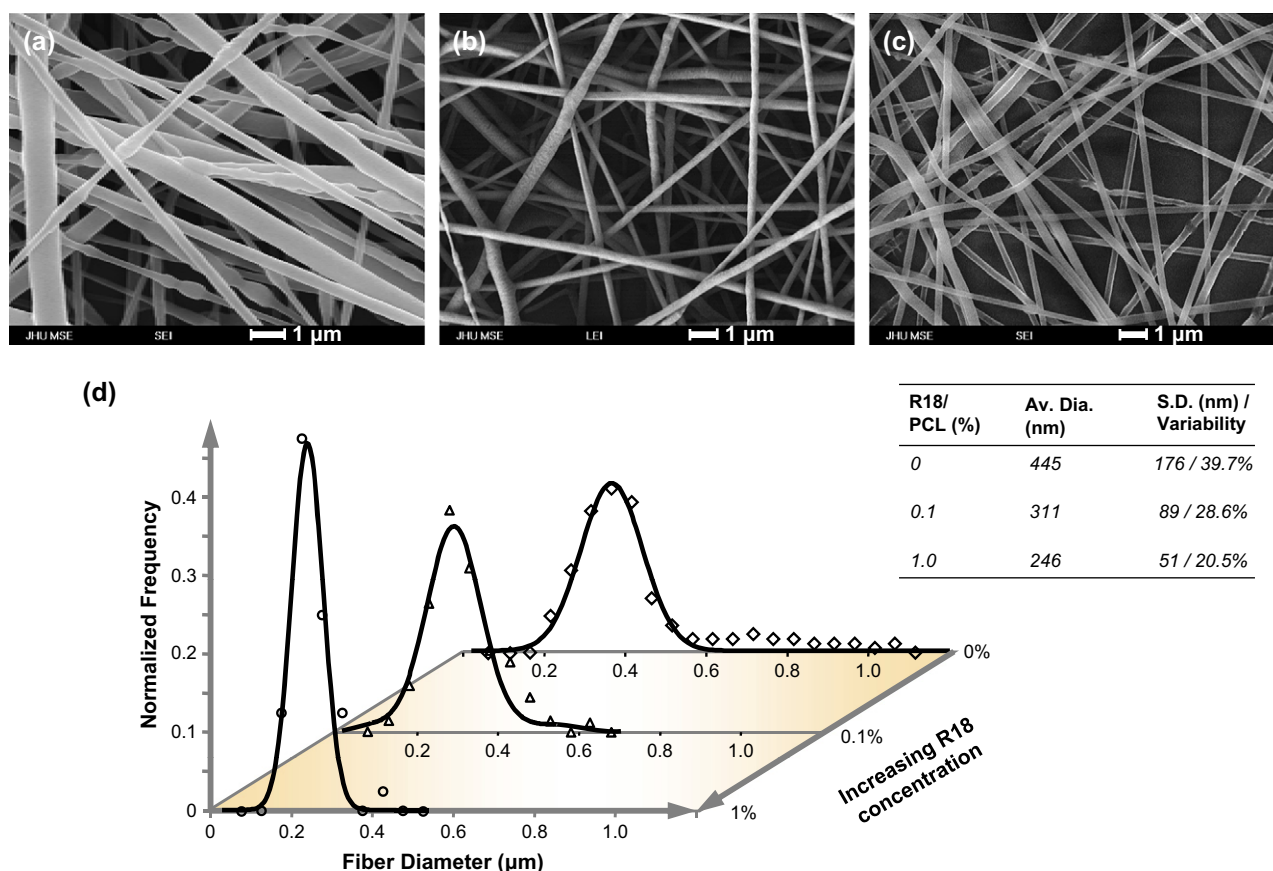 (a)
JHU MSE SEI 1 µm
(b)
LEI 1 µm
(c)
JHU MSE SEI 1 µm
(d)
R18/ PCL (%) Av. Dia. (nm) S.D. (nm) / Variability
0 445 176 / 39.7%
0.1 311 89 / 28.6%
1.0 246 51 / 20.5%
Normalized Frequency
0.4
0.3
0.2
0.1
0
0.2 0.4 0.6 0.8 1.0
0%
0.2 0.4 0.6 0.8 1.0
0.1%
0 0.2 0.4 0.6 0.8 1.0
1%
Increasing R18
concentration
Fiber Diameter (µm)